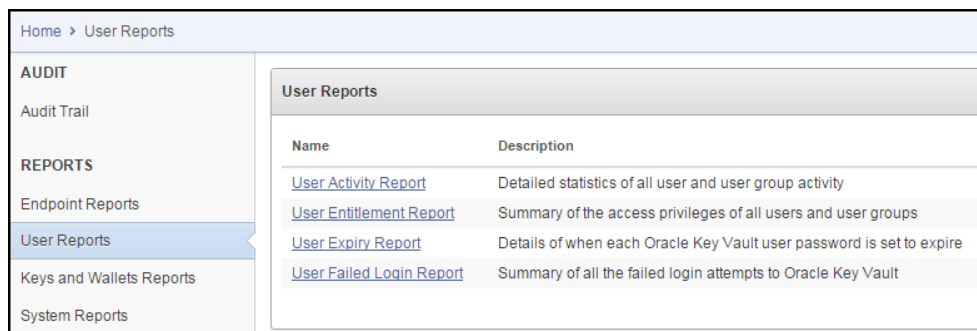 Home > User Reports
AUDIT
Audit Trail
REPORTS
Endpoint Reports
User Reports
Keys and Wallets Reports
System Reports
User Reports
Name Description
User Activity Report Detailed statistics of all user and user group activity
User Entitlement Report Summary of the access privileges of all users and user groups
User Expiry Report Details of when each Oracle Key Vault user password is set to expire
User Failed Login Report Summary of all the failed login attempts to Oracle Key Vault